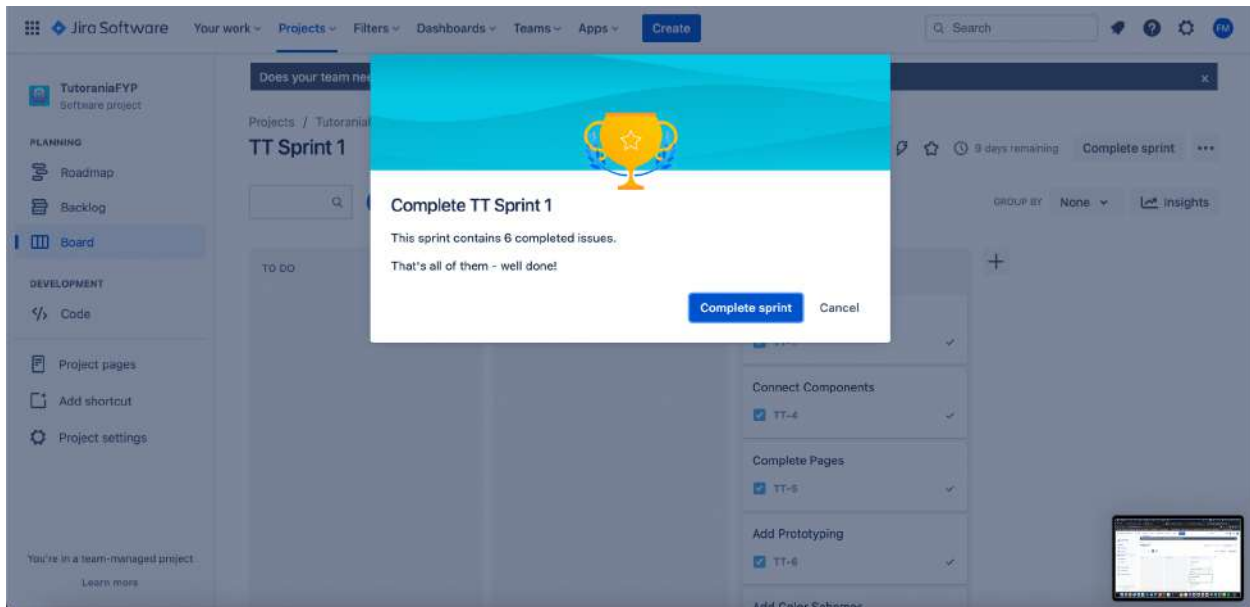 Jira Software Your work Projects Filters Dashboards Teams Apps Create Search FM
TutoraniaFYP
Software project
Does your team nee
Projects / Tutorania
TT Sprint 1
9 days remaining Complete sprint
GROUP BY None Insights
PLANNING
Roadmap
Backlog
Board
DEVELOPMENT
Code
Project pages
Add shortcut
Project settings
You're in a team-managed project
Learn more
TO DO
Complete TT Sprint 1
This sprint contains 6 completed issues.
That's all of them - well done!
Complete sprint Cancel
Connect Components
TT-4
Complete Pages
TT-5
Add Prototyping
TT-6
Add Color Schemes